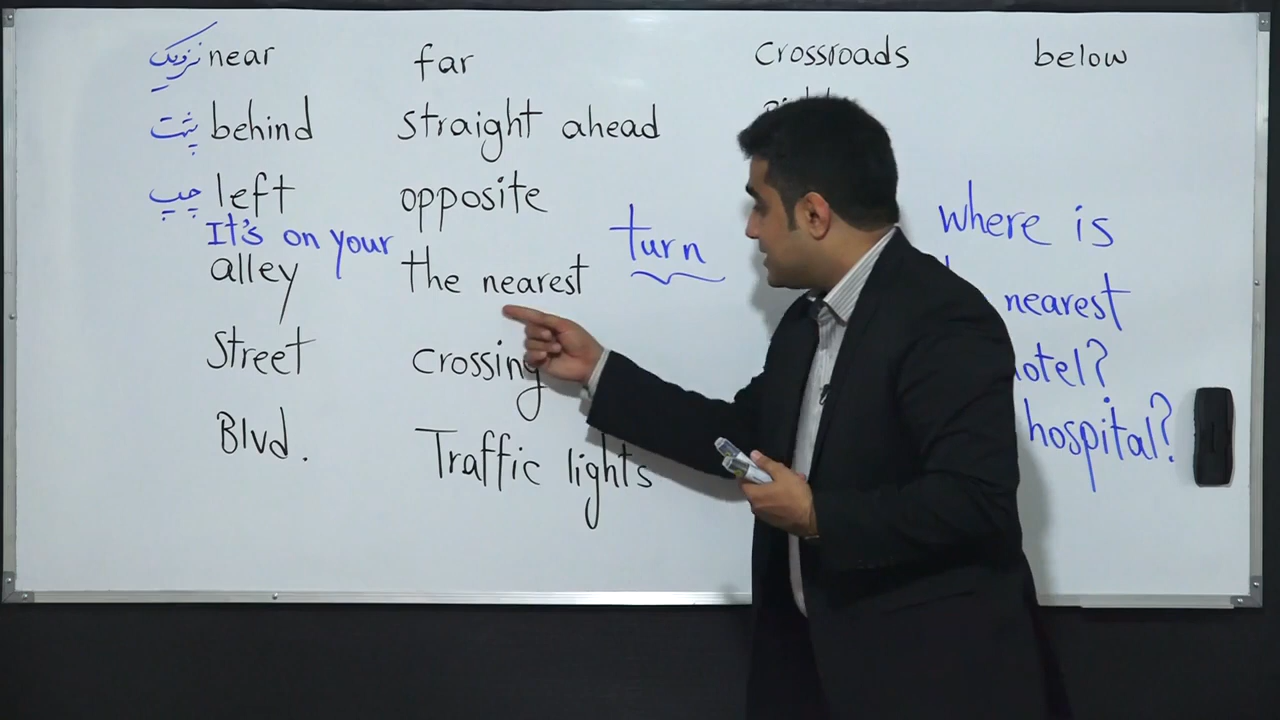 نزدیک near
پشت behind
چپ left
It's on your
alley
Street
Blvd.
far
straight ahead
opposite
the nearest
crossing
Traffic lights
turn
Crossroads
below
where is
nearest
hotel?
hospital?